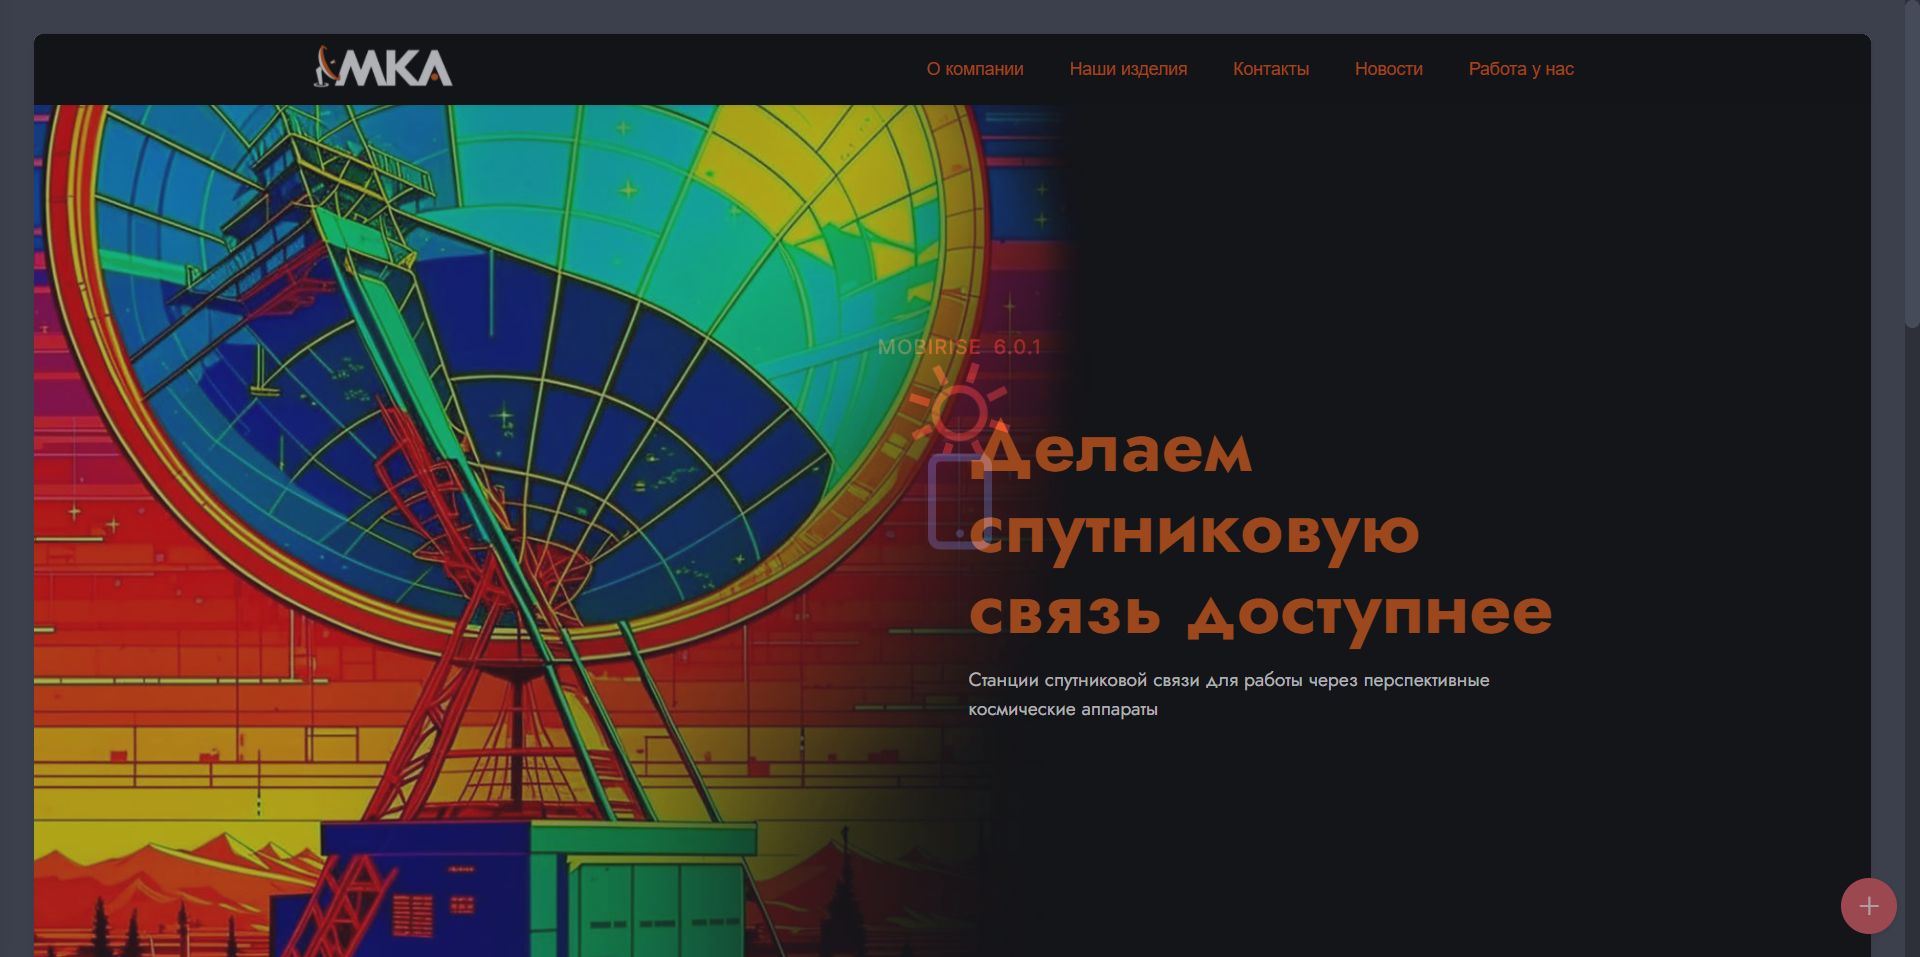 МКА
О компании
Наши изделия
Контакты
Новости
Работа у нас
MOBIRISE 6.0.1
Делаем
спутниковую
связь доступнее
Станции спутниковой связи для работы через перспективные
космические аппараты